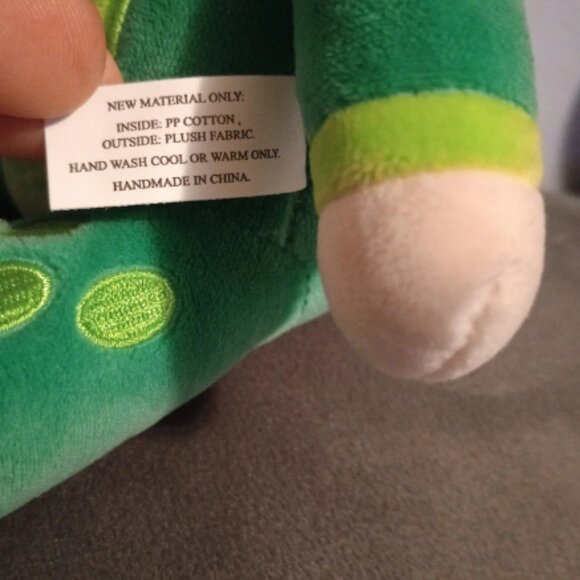 NEW MATERIAL ONLY:
INSIDE: PP COTTON ,
OUTSIDE: PLUSH FABRIC.
HAND WASH COOL OR WARM ONLY.
HANDMADE IN CHINA.